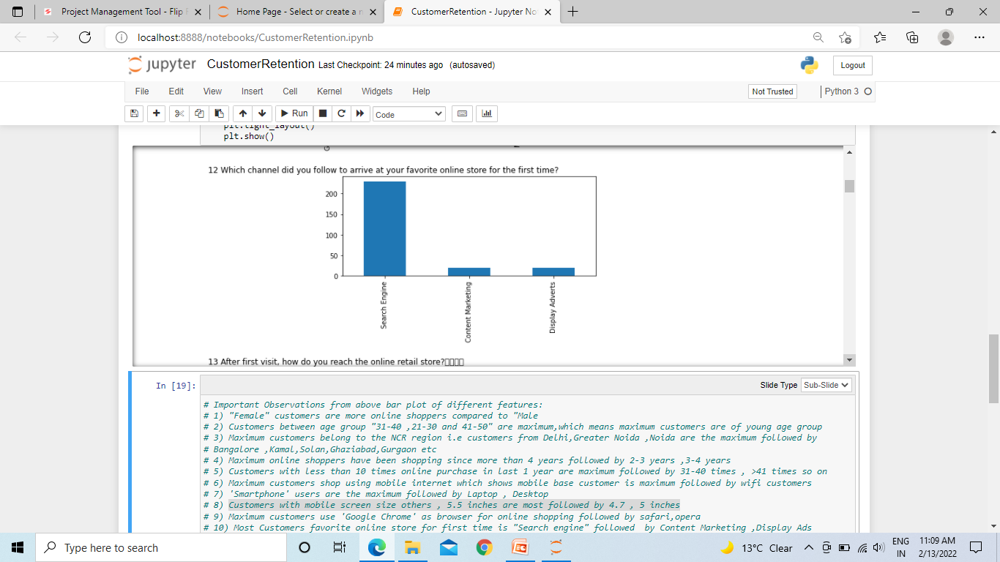 Project Management Tool - Flip F
Home Page - Select or create a n
CustomerRetention - Jupyter No
localhost:8888/notebooks/CustomerRetention.ipynb
jupyter CustomerRetention Last Checkpoint: 24 minutes ago (autosaved)
Logout
File Edit View Insert Cell Kernel Widgets Help
Not Trusted
Python 3
Run
Code
plt.tight_layout()
plt.show()
12 Which channel did you follow to arrive at your favorite online store for the first time?
200
150
100
50
0
Search Engine
Content Marketing
Display Adverts
13 After first visit, how do you reach the online retail store?▯▯▯▯
In [19]:
Slide Type Sub-Slide
# Important Observations from above bar plot of different features:
# 1) "Female" customers are more online shoppers compared to "Male
# 2) Customers between age group "31-40 ,21-30 and 41-50" are maximum,which means maximum customers are of young age group
# 3) Maximum customers belong to the NCR region i.e customers from Delhi,Greater Noida ,Noida are the maximum followed by
# Bangalore ,Kamal,Solan,Ghaziabad,Gurgaon etc
# 4) Maximum online shoppers have been shopping since more than 4 years followed by 2-3 years ,3-4 years
# 5) Customers with less than 10 times online purchase in last 1 year are maximum followed by 31-40 times , >41 times so on
# 6) Maximum customers shop using mobile internet which shows mobile base customer is maximum followed by wifi customers
# 7) 'Smartphone' users are the maximum followed by Laptop , Desktop
# 8) Customers with mobile screen size others , 5.5 inches are most followed by 4.7 , 5 inches
# 9) Maximum customers use 'Google Chrome' as browser for online shopping followed by safari,opera
# 10) Most Customers favorite online store for first time is "Search engine" followed  by Content Marketing ,Display Ads
Type here to search
13°C Clear
ENG
IN
11:09 AM
2/13/2022